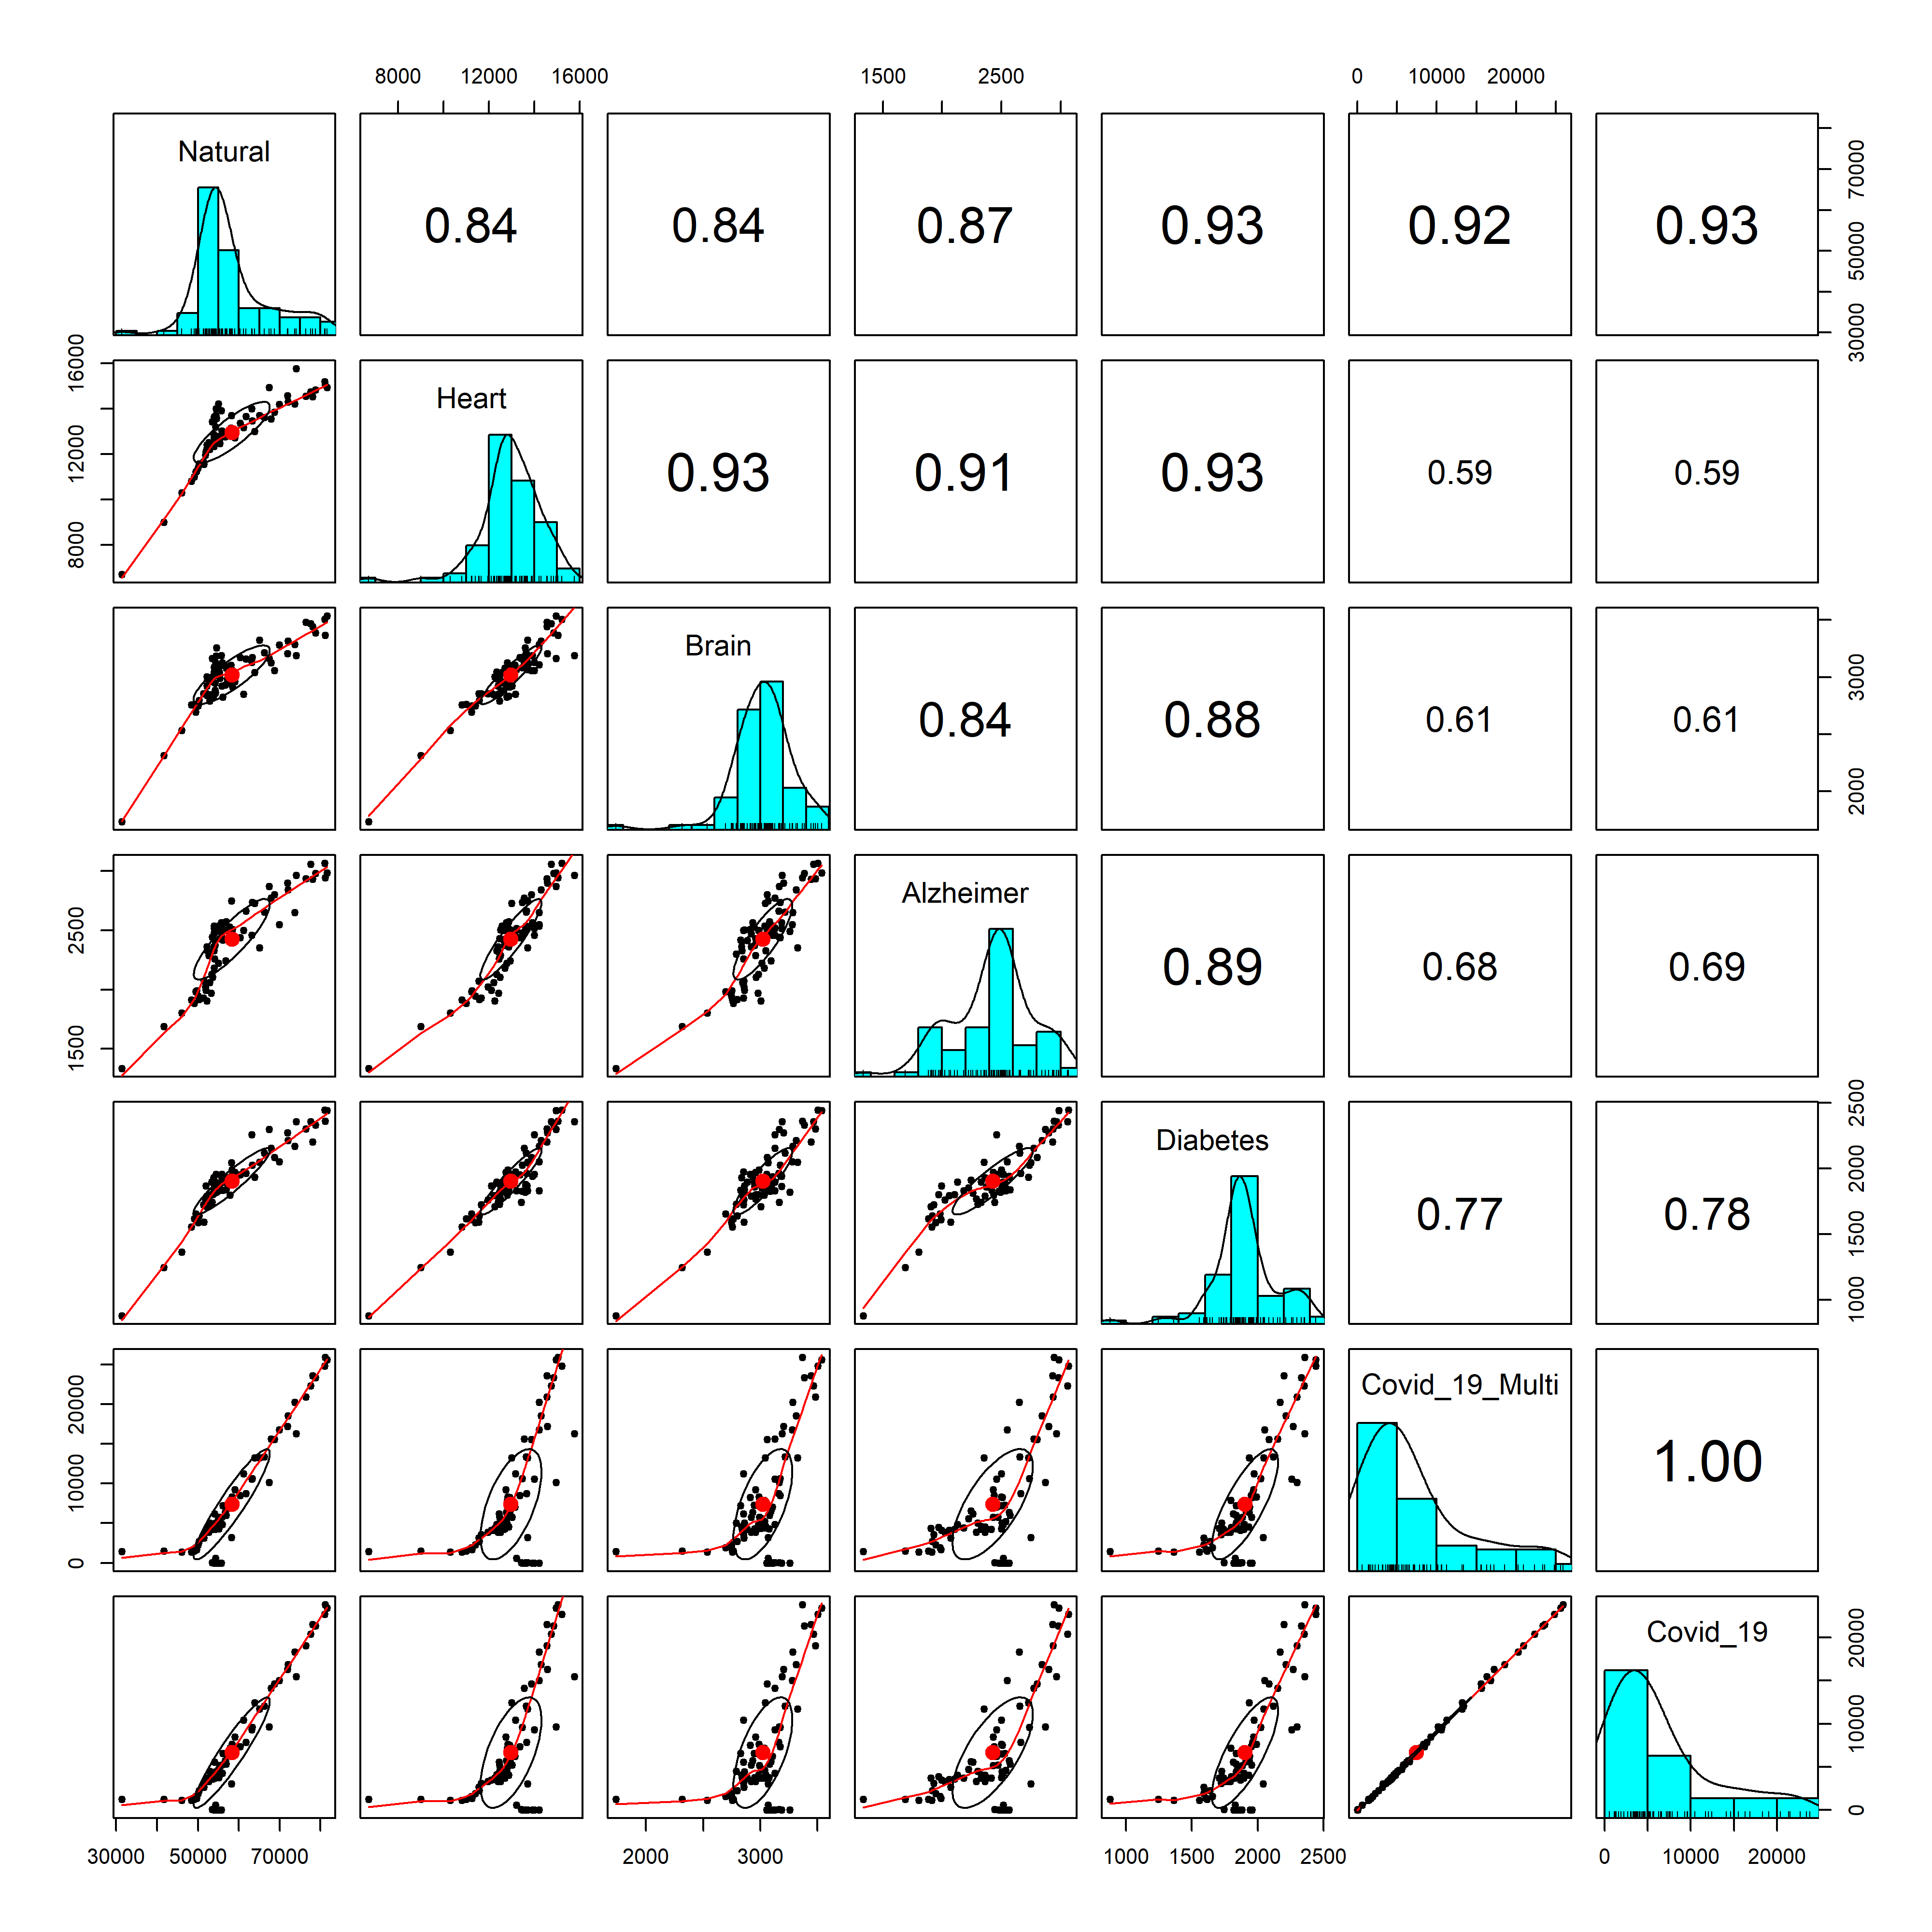 8000 12000 16000 1500 2500 0 10000 20000
Natural 0.84 0.84 0.87 0.93 0.92 0.93
30000 50000 70000
Heart 0.93 0.91 0.93 0.59 0.59
8000 12000 16000
Brain 0.84 0.88 0.61 0.61
2000 3000
Alzheimer 0.89 0.68 0.69
1500 2500
Diabetes 0.77 0.78
1000 1500 2000 2500
Covid_19_Multi 1.00
0 10000 20000
Covid_19
0 10000 20000
30000 50000 70000 2000 3000 1000 1500 2000 2500 0 10000 20000